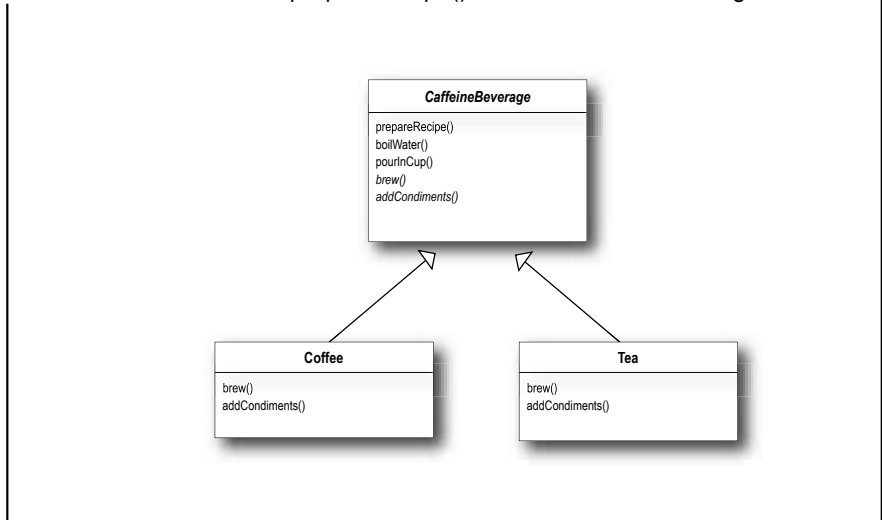 CaffeineBeverage
prepareRecipe()
boilWater()
pourInCup()
brew()
addCondiments()
Coffee
brew()
addCondiments()
Tea
brew()
addCondiments()